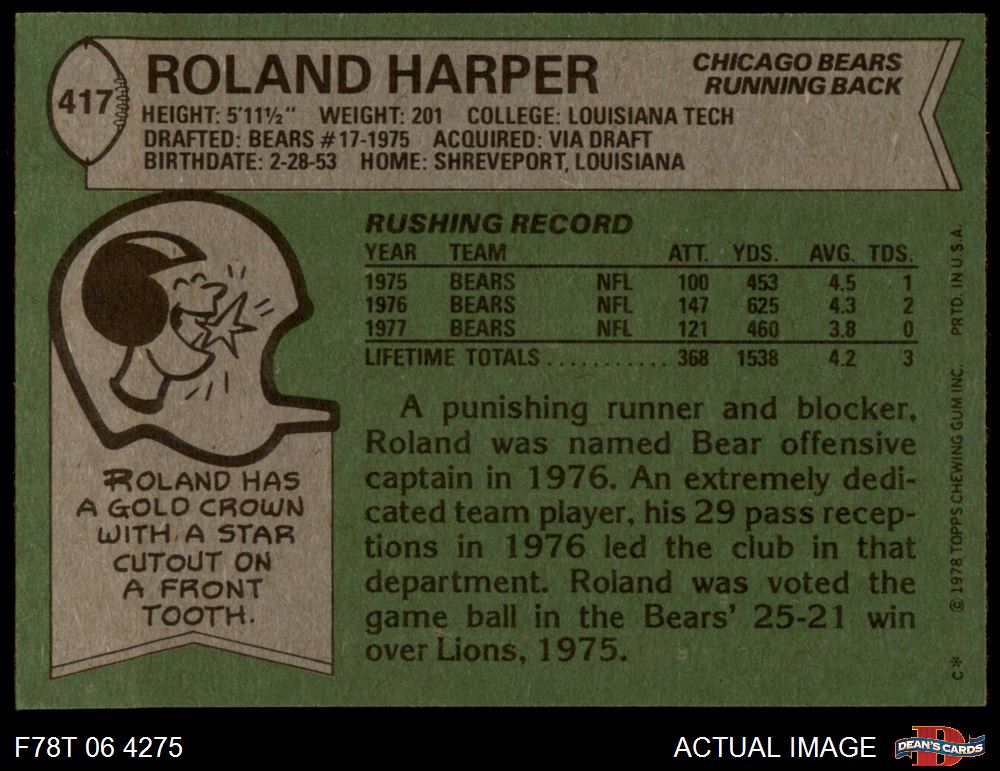 417
ROLAND HARPER
CHICAGO BEARS
RUNNING BACK
HEIGHT: 5'11½" WEIGHT: 201 COLLEGE: LOUISIANA TECH
DRAFTED: BEARS #17-1975 ACQUIRED: VIA DRAFT
BIRTHDATE: 2-28-53 HOME: SHREVEPORT, LOUISIANA
RUSHING RECORD
YEAR TEAM ATT. YDS. AVG. TDS.
1975 BEARS NFL 100 453 4.5 1
1976 BEARS NFL 147 625 4.3 2
1977 BEARS NFL 121 460 3.8 0
LIFETIME TOTALS ........... 368 1538 4.2 3
A punishing runner and blocker,
Roland was named Bear offensive
captain in 1976. An extremely dedi-
cated team player, his 29 pass recep-
tions in 1976 led the club in that
department. Roland was voted the
game ball in the Bears' 25-21 win
over Lions, 1975.
ROLAND HAS
A GOLD CROWN
WITH A STAR
CUTOUT ON
A FRONT
TOOTH.
C* © 1978 TOPPS CHEWING GUM INC. PRTD. IN U.S.A.
F78T 06 4275
ACTUAL IMAGE
D
DEAN'S CARDS